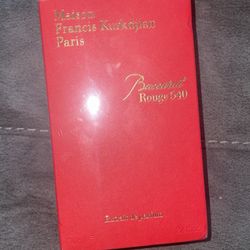 Maison
Francis Kurkdjian
Paris
Baccarat
Rouge 540
Extrait de parfum